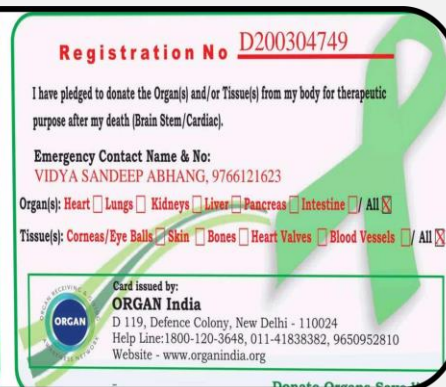 Registration No D200304749
I have pledged to donate the Organ(s) and/or Tissue(s) from my body for therapeutic
purpose after my death (Brain Stem/Cardiac).
Emergency Contact Name & No:
VIDYA SANDEEP ABHANG, 9766121623
Organ(s): Heart ☐ Lungs ☐ Kidneys ☐ Liver ☐ Pancreas ☐ Intestine ☐/ All ☒
Tissue(s): Corneas/Eye Balls ☐ Skin ☐ Bones ☐ Heart Valves ☐ Blood Vessels ☐/ All ☒
ORGAN
Card issued by:
ORGAN India
D 119, Defence Colony, New Delhi - 110024
Help Line:1800-120-3648, 011-41838382, 9650952810
Website - www.organindia.org
Donate Organs